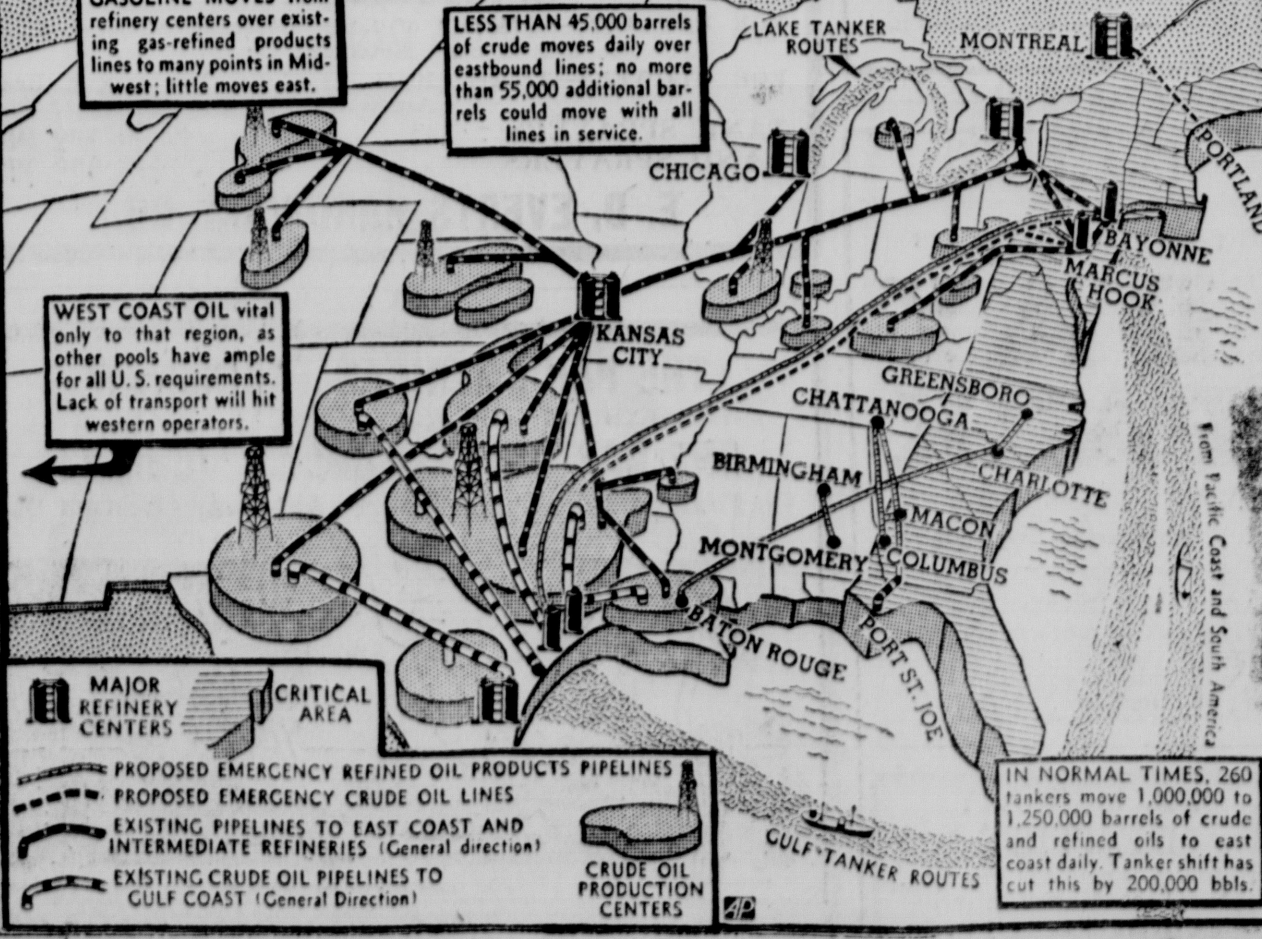 GASOLINE MOVES from
refinery centers over exist-
ing gas-refined products
lines to many points in Mid-
west; little moves east.
LESS THAN 45,000 barrels
of crude moves daily over
eastbound lines; no more
than 55,000 additional bar-
rels could move with all
lines in service.
LAKE TANKER
ROUTES
MONTREAL
PORTLAND
CHICAGO
BAYONNE
MARCUS
HOOK
WEST COAST OIL vital
only to that region, as
other pools have ample
for all U. S. requirements.
Lack of transport will hit
western operators.
KANSAS
CITY
GREENSBORO
CHATTANOOGA
CHARLOTTE
BIRMINGHAM
MACON
MONTGOMERY
COLUMBUS
BATON ROUGE
PORT ST. JOE
From Pacific Coast and South America
MAJOR
REFINERY
CENTERS
CRITICAL
AREA
PROPOSED EMERGENCY REFINED OIL PRODUCTS PIPELINES
PROPOSED EMERGENCY CRUDE OIL LINES
EXISTING PIPELINES TO EAST COAST AND
INTERMEDIATE REFINERIES (General direction)
EXISTING CRUDE OIL PIPELINES TO
GULF COAST (General Direction)
CRUDE OIL
PRODUCTION
CENTERS
AP
GULF TANKER ROUTES
IN NORMAL TIMES, 260
tankers move 1,000,000 to
1,250,000 barrels of crude
and refined oils to east
coast daily. Tanker shift has
cut this by 200,000 bbls.